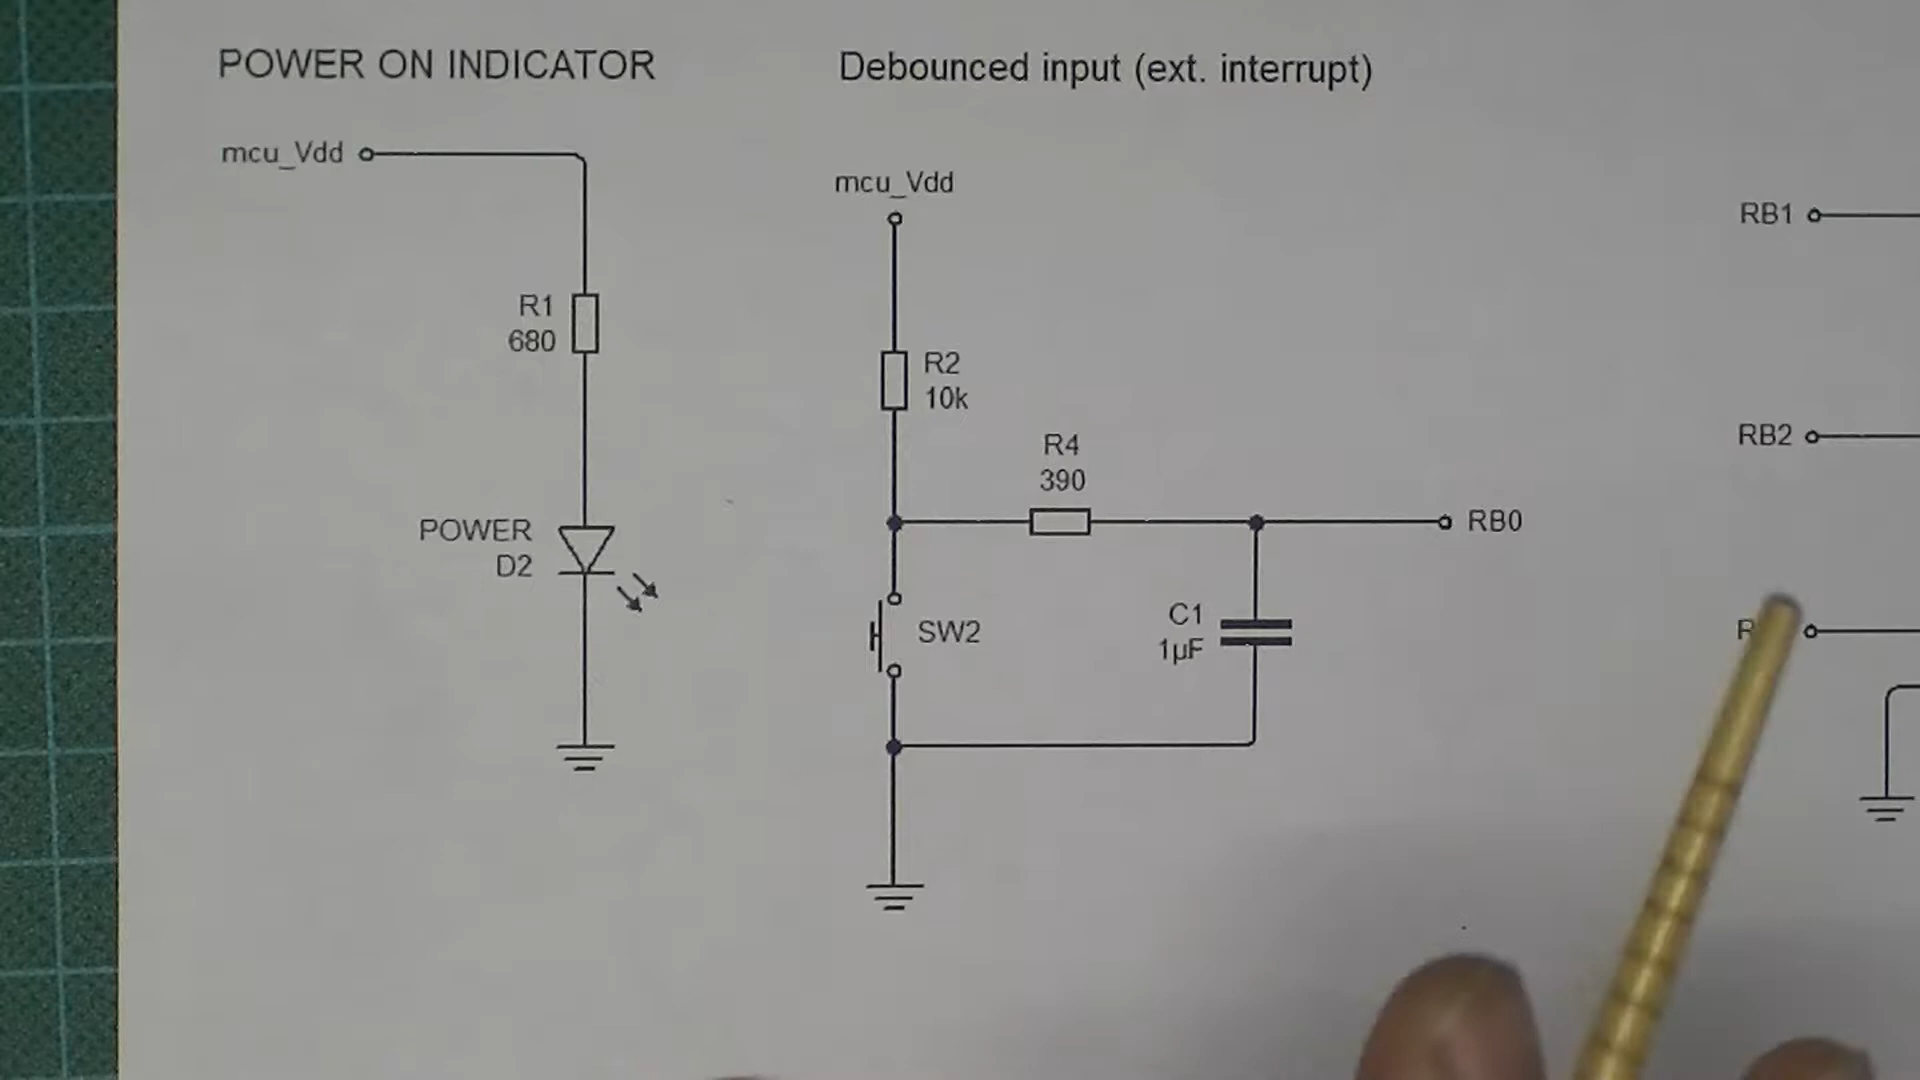 POWER ON INDICATOR
Debounced input (ext. interrupt)
mcu_Vdd
mcu_Vdd
RB1
R1
680
R2
10k
RB2
R4
390
POWER
D2
RB0
SW2
C1
1µF